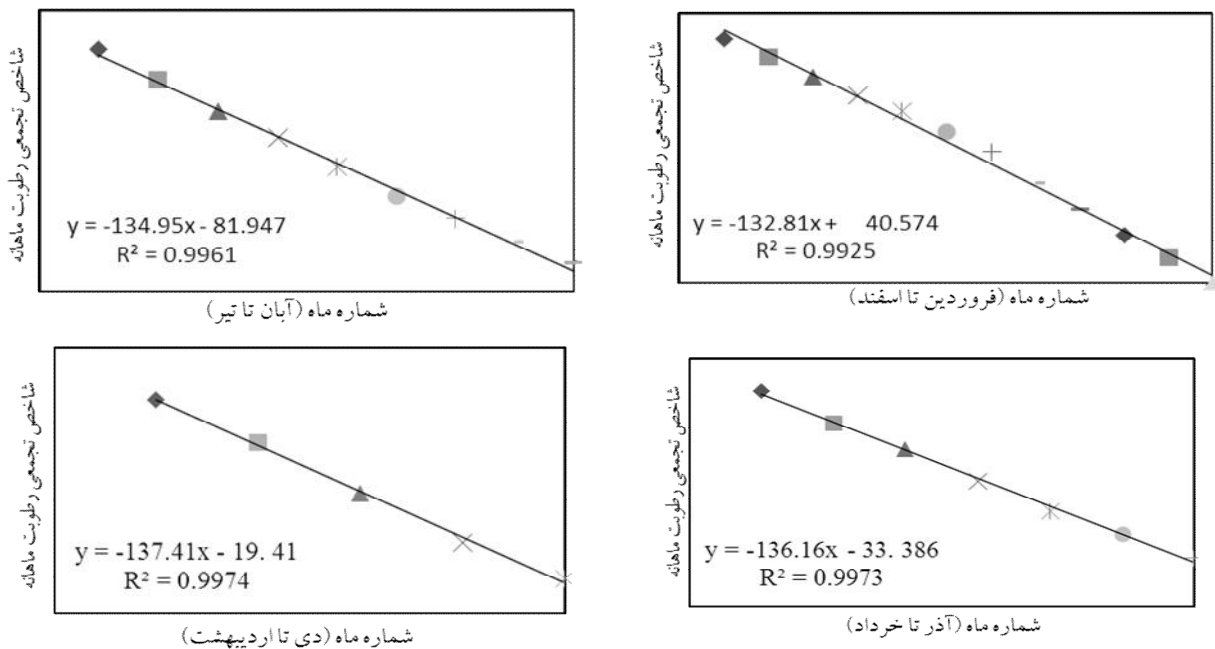 شاخص تجمعی رطوبت ماهانه
y = -132.81x + 40.574
R² = 0.9925
شماره ماه (فروردین تا اسفند)
شاخص تجمعی رطوبت ماهانه
y = -134.95x - 81.947
R² = 0.9961
شماره ماه (آبان تا تیر)
شاخص تجمعی رطوبت ماهانه
y = -136.16x - 33.386
R² = 0.9973
شماره ماه (آذر تا خرداد)
شاخص تجمعی رطوبت ماهانه
y = -137.41x - 19. 41
R² = 0.9974
شماره ماه (دی تا اردیبهشت)